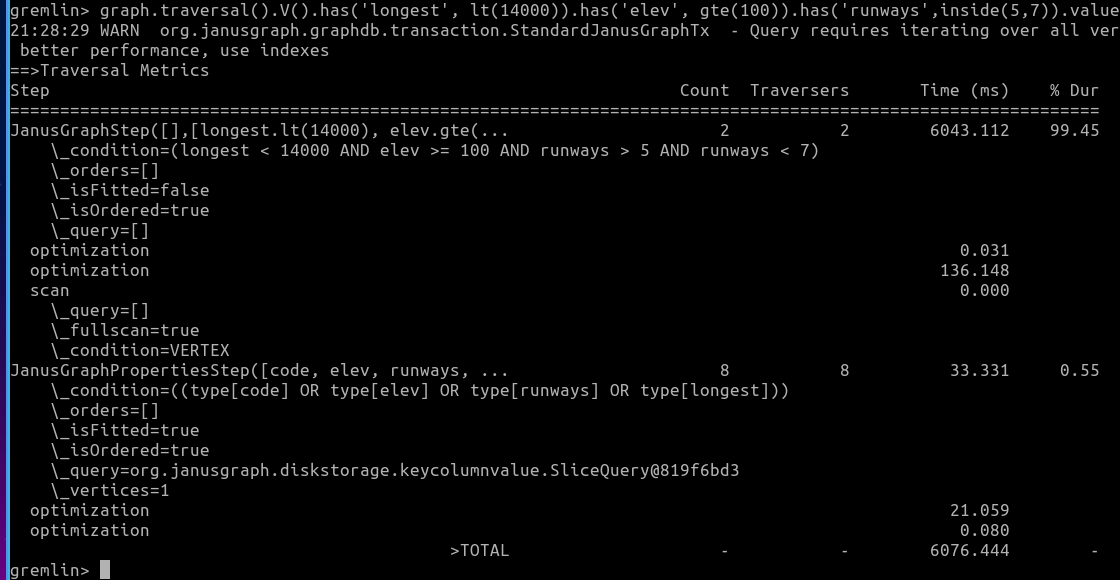 gremlin> graph.traversal().V().has('longest', lt(14000)).has('elev', gte(100)).has('runways',inside(5,7)).value
21:28:29 WARN  org.janusgraph.graphdb.transaction.StandardJanusGraphTx  - Query requires iterating over all ver
 better performance, use indexes
==>Traversal Metrics
Step                                                               Count  Traversers       Time (ms)    % Dur
=============================================================================================================
JanusGraphStep([],[longest.lt(14000), elev.gte(...                     2           2        6043.112    99.45
    \_condition=(longest < 14000 AND elev >= 100 AND runways > 5 AND runways < 7)
    \_orders=[]
    \_isFitted=false
    \_isOrdered=true
    \_query=[]
  optimization                                                                                 0.031
  optimization                                                                               136.148
  scan                                                                                         0.000
    \_query=[]
    \_fullscan=true
    \_condition=VERTEX
JanusGraphPropertiesStep([code, elev, runways, ...                     8           8          33.331     0.55
    \_condition=((type[code] OR type[elev] OR type[runways] OR type[longest]))
    \_orders=[]
    \_isFitted=true
    \_isOrdered=true
    \_query=org.janusgraph.diskstorage.keycolumnvalue.SliceQuery@819f6bd3
    \_vertices=1
  optimization                                                                                21.059
  optimization                                                                                 0.080
                                            >TOTAL                     -           -        6076.444        -
gremlin>